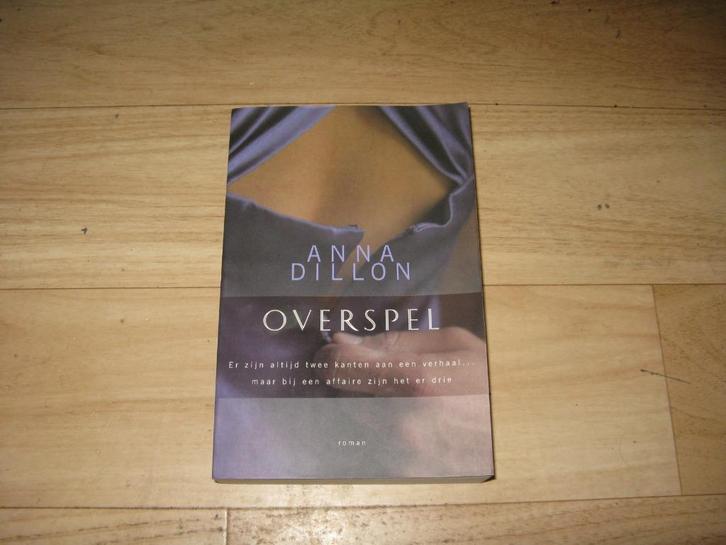 ANNA
DILLON
OVERSPEL
Er zijn altijd twee kanten aan een verhaal...
maar bij een affaire zijn het er drie
roman